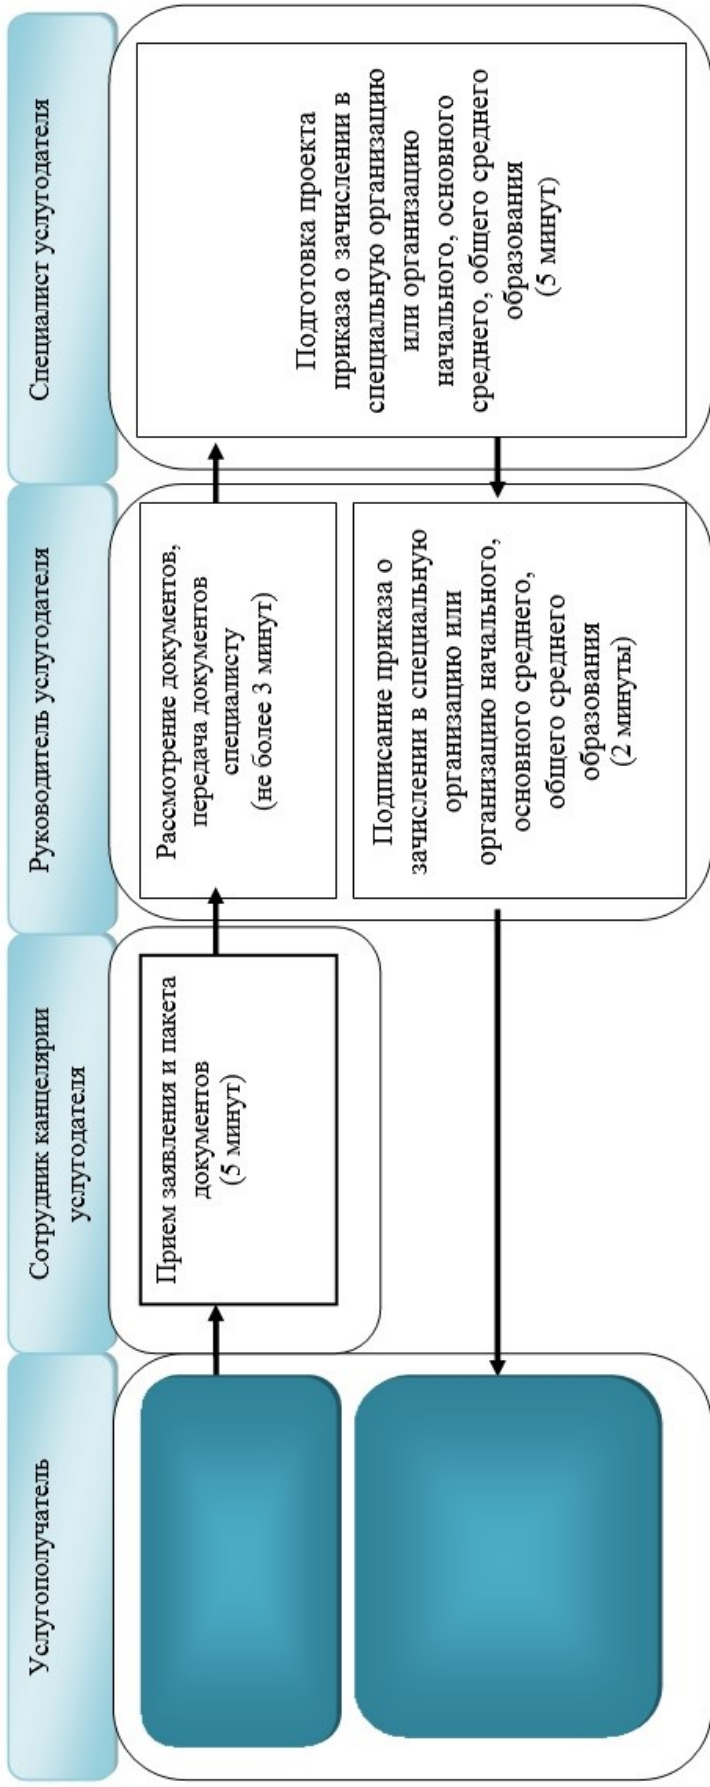 Услугополучатель
Сотрудник канцелярии
услугодателя
Руководитель услугодателя
Специалист услугодателя
Прием заявления и пакета
документов
(5 минут)
Рассмотрение документов,
передача документов
специалисту
(не более 3 минут)
Подготовка проекта
приказа о зачислении в
специальную организацию
или организацию
начального, основного
среднего, общего среднего
образования
(5 минут)
Подписание приказа о
зачислении в специальную
организацию или
организацию начального,
основного среднего,
общего среднего
образования
(2 минуты)